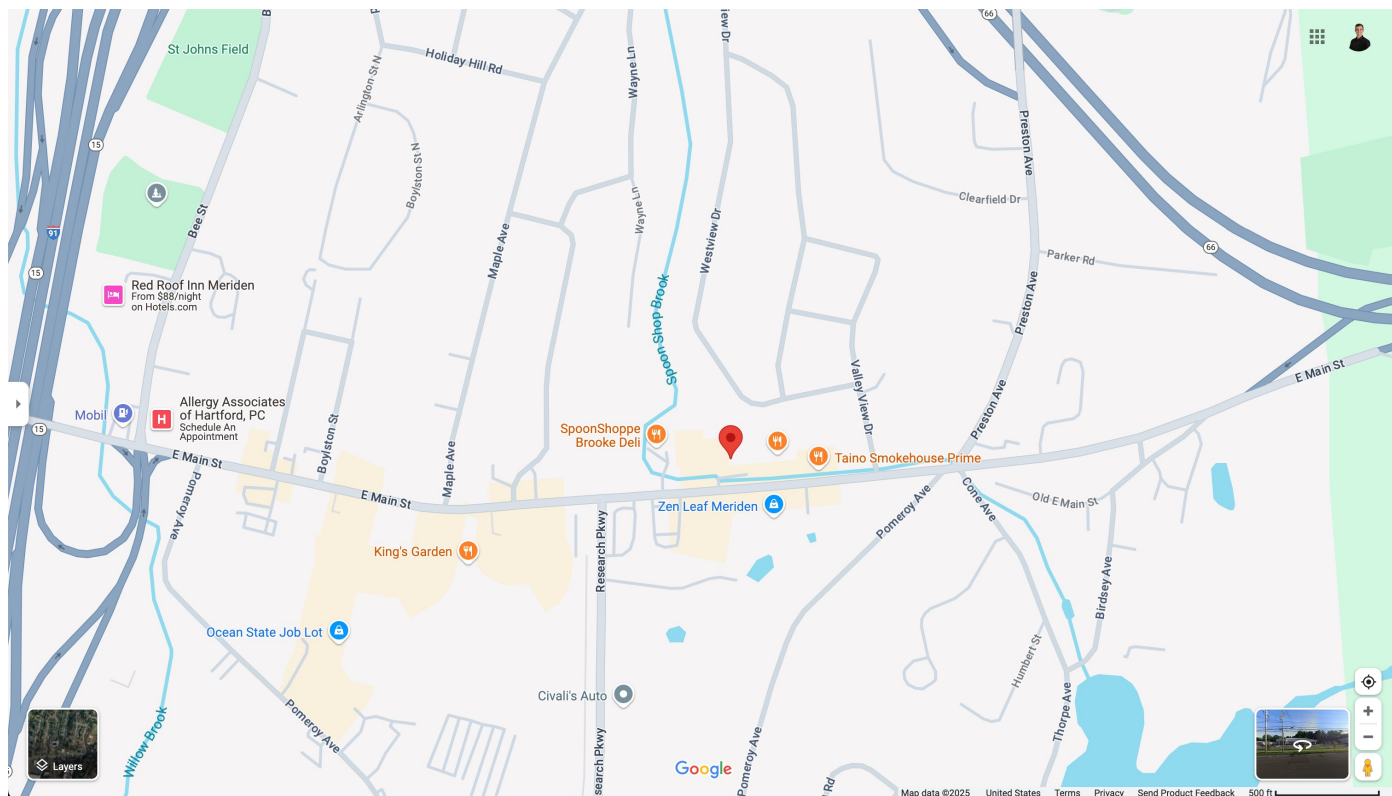 66
St Johns Field
Holiday Hill Rd
Arlington St N
Wayne Ln
iew Dr
15
Preston Ave
Boylston St N
Clearfield Dr
Bee St
Wayne Ln
Westview Dr
91
66
Maple Ave
Parker Rd
15
Red Roof Inn Meriden
From $88/night
on Hotels.com
Spoon Shop Brook
Preston Ave
E Main St
Valley View Dr
Preston Ave
Allergy Associates
of Hartford, PC
Schedule An
Appointment
Mobil
15
SpoonShoppe
Brooke Deli
Boylston St
Maple Ave
Taino Smokehouse Prime
E Main St
Pomeroy Ave
E Main St
Zen Leaf Meriden
Pomeroy Ave
Cone Ave
Old E Main St
King's Garden
Research Pkwy
Birdsey Ave
Ocean State Job Lot
Humbert St
Civali's Auto
Pomeroy Ave
Thorpe Ave
Willow Brook
search Pkwy
Pomeroy Ave
Rd
Layers
Google
Map data ©2025 United States Terms Privacy Send Product Feedback 500 ft